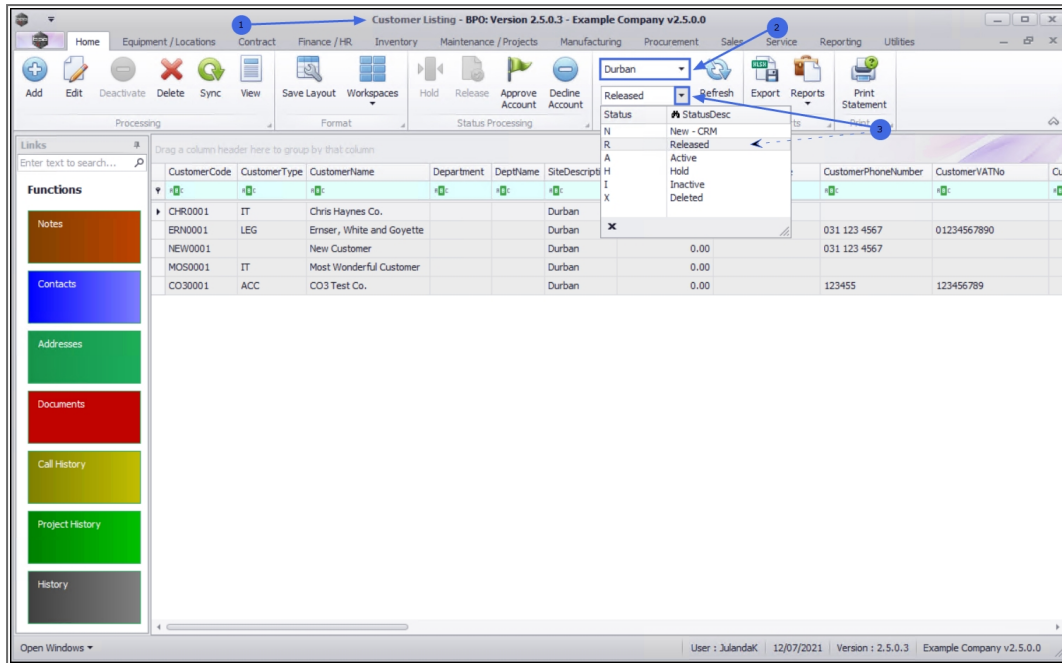 Customer Listing - BPO: Version 2.5.0.3 - Example Company v2.5.0.0
1
2
Home Equipment / Locations Contract Finance / HR Inventory Maintenance / Projects Manufacturing Procurement Sales Service Reporting Utilities
Add Edit Deactivate Delete Sync View Save Layout Workspaces Hold Release Approve Account Decline Account
Durban
Released
Refresh Export Reports Print Statement
Processing Format Status Processing
3
Status StatusDesc
N New - CRM
R Released
A Active
H Hold
I Inactive
X Deleted
Links
Enter text to search...
Functions
Notes
Contacts
Addresses
Documents
Call History
Project History
History
Drag a column header here to group by that column
CustomerCode CustomerType CustomerName Department DeptName CustomerPhoneNumber CustomerVATNo
CHR0001 IT Chris Haynes Co. Durban
ERN0001 LEG Ernser, White and Goyette Durban 031 123 4567 01234567890
NEW0001 New Customer Durban 0.00 031 123 4567
MOS0001 IT Most Wonderful Customer Durban 0.00
CO30001 ACC CO3 Test Co. Durban 0.00 123455 123456789
Open Windows
User : JulandaK 12/07/2021 Version : 2.5.0.3 Example Company v2.5.0.0